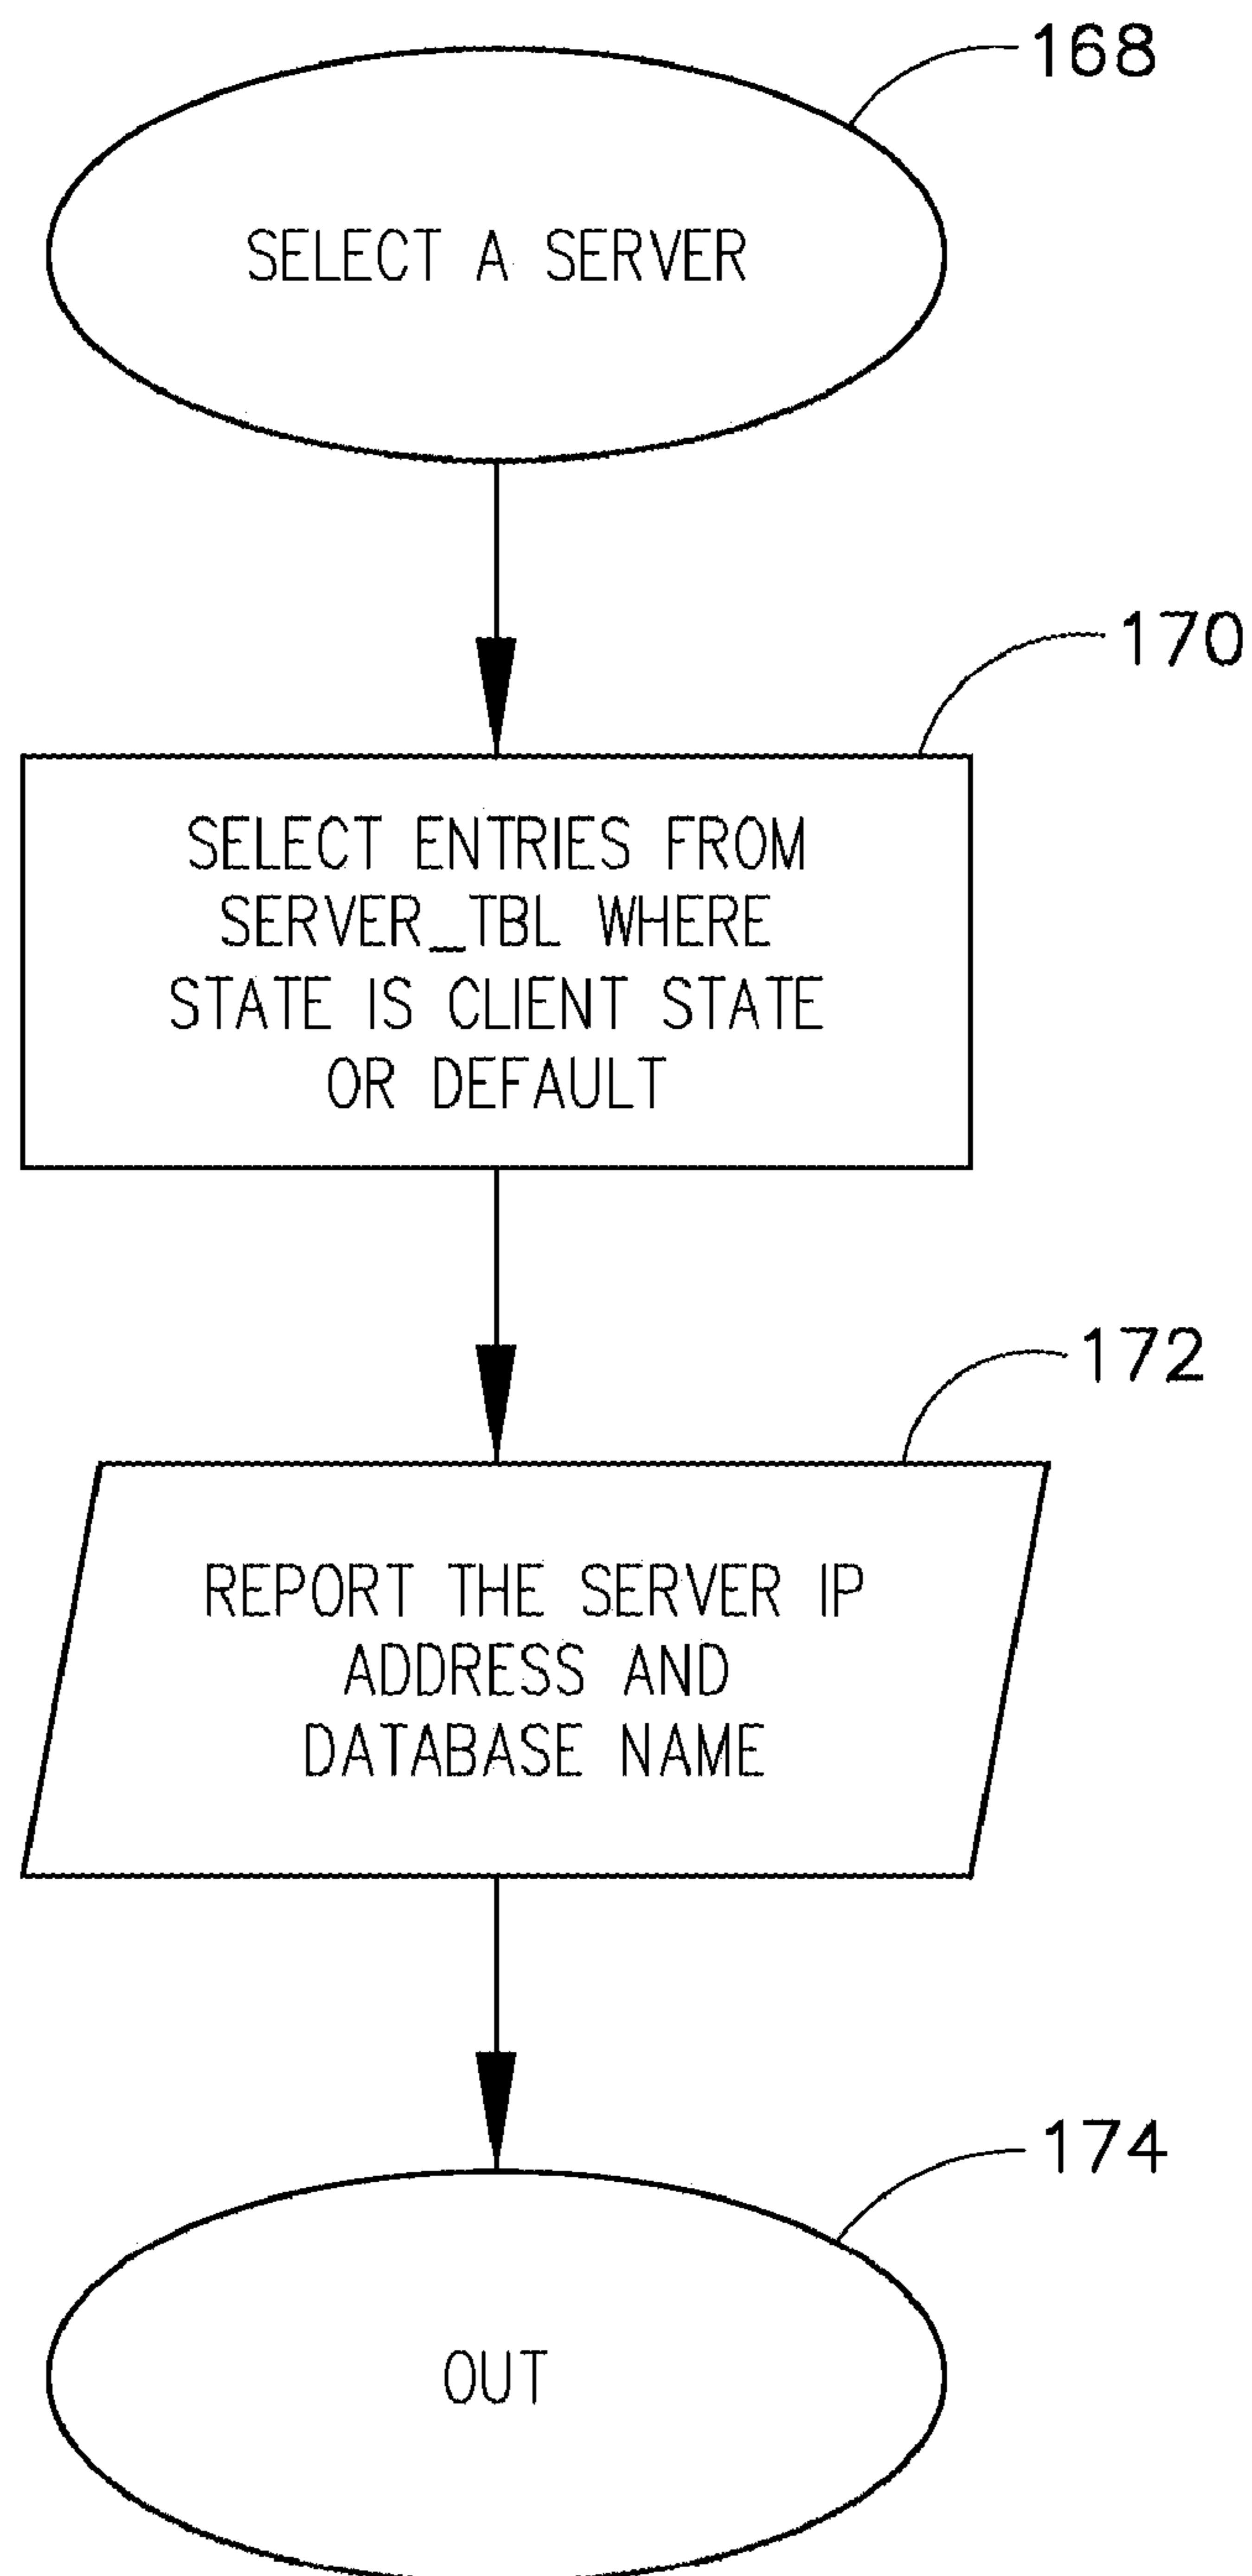 168
SELECT A SERVER
170
SELECT ENTRIES FROM
SERVER_TBL WHERE
STATE IS CLIENT STATE
OR DEFAULT
172
REPORT THE SERVER IP
ADDRESS AND
DATABASE NAME
174
OUT